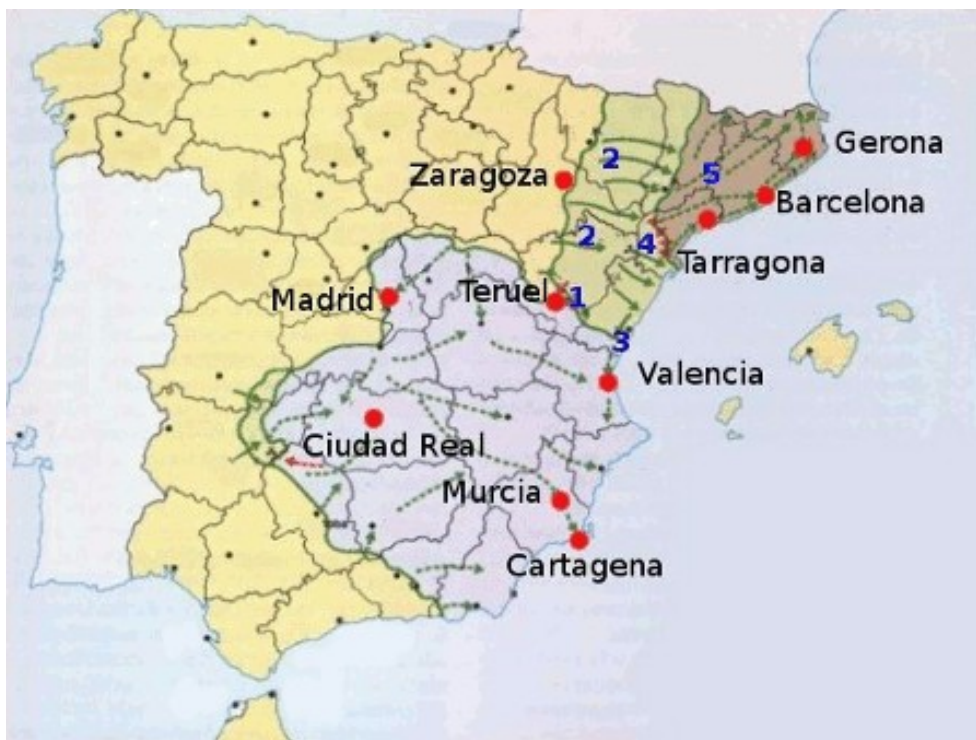 Gerona
2
Zaragoza
5
Barcelona
2
4
Tarragona
Madrid
Teruel
1
3
Valencia
Ciudad Real
Murcia
Cartagena